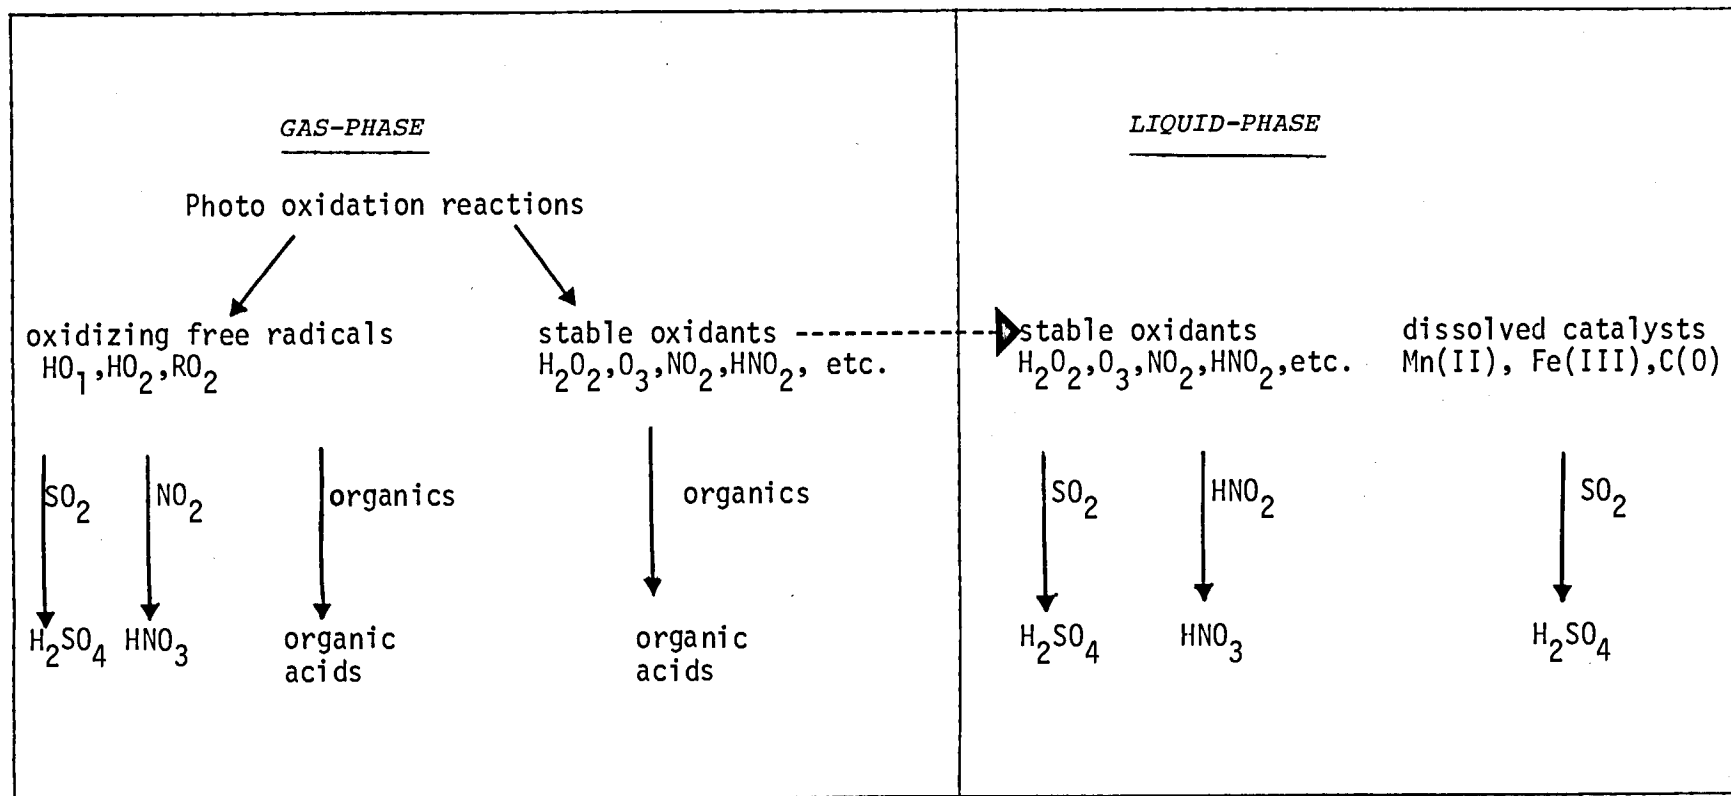 GAS-PHASE
Photo oxidation reactions
oxidizing free radicals
HO₁,HO₂,RO₂
stable oxidants
H₂O₂,O₃,NO₂,HNO₂, etc.
SO₂
NO₂
organics
organics
H₂SO₄
HNO₃
organic
acids
organic
acids
LIQUID-PHASE
stable oxidants
H₂O₂,O₃,NO₂,HNO₂,etc.
dissolved catalysts
Mn(II), Fe(III),C(O)
SO₂
HNO₂
SO₂
H₂SO₄
HNO₃
H₂SO₄